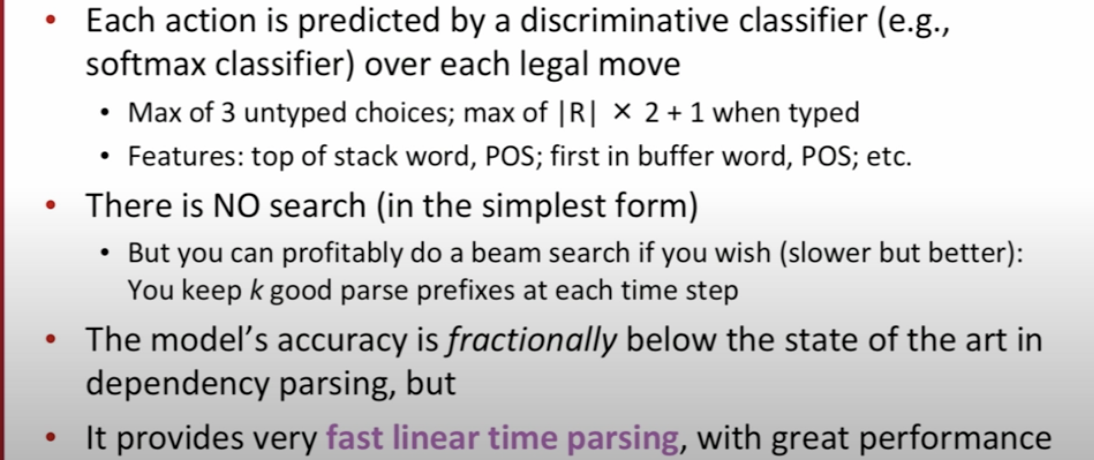 • Each action is predicted by a discriminative classifier (e.g.,
softmax classifier) over each legal move
• Max of 3 untyped choices; max of |R| × 2 + 1 when typed
• Features: top of stack word, POS; first in buffer word, POS; etc.
• There is NO search (in the simplest form)
• But you can profitably do a beam search if you wish (slower but better):
You keep k good parse prefixes at each time step
• The model's accuracy is fractionally below the state of the art in
dependency parsing, but
• It provides very fast linear time parsing, with great performance